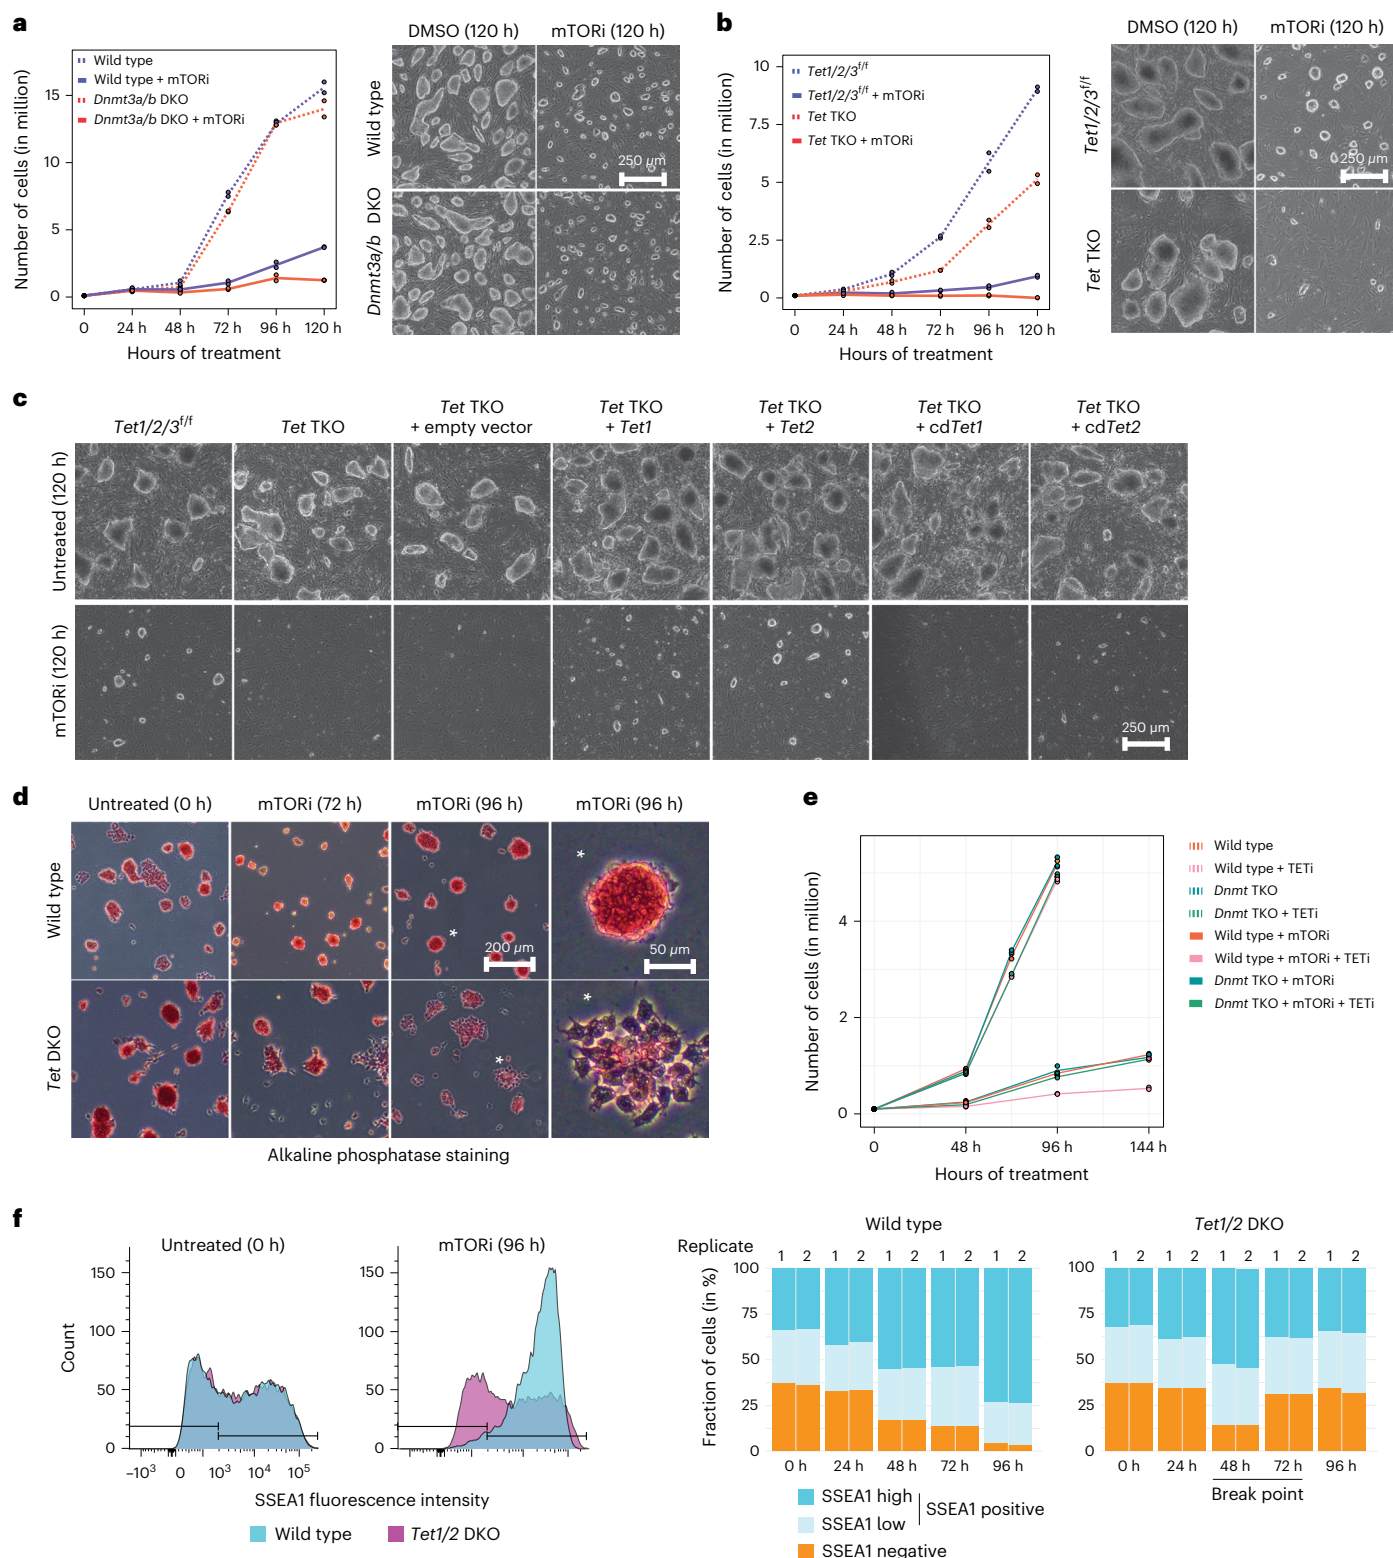 a
Wild type
Wild type + mTORi
Dnmt3a/b DKO
Dnmt3a/b DKO + mTORi
Number of cells (in million)
15
10
5
0
0
24 h
48 h
72 h
96 h
120 h
Hours of treatment
DMSO (120 h)
mTORi (120 h)
Wild type
Dnmt3a/b DKO
250 µm
b
Tet1/2/3f/f
Tet1/2/3f/f + mTORi
Tet TKO
Tet TKO + mTORi
Number of cells (in million)
10
7.5
5
2.5
0
0
24 h
48 h
72 h
96 h
120 h
Hours of treatment
DMSO (120 h)
mTORi (120 h)
Tet1/2/3f/f
Tet TKO
250 µm
c
Tet1/2/3f/f
Tet TKO
Tet TKO
+ empty vector
Tet TKO
+ Tet1
Tet TKO
+ Tet2
Tet TKO
+ cdTet1
Tet TKO
+ cdTet2
Untreated (120 h)
mTORi (120 h)
250 µm
d
Untreated (0 h)
mTORi (72 h)
mTORi (96 h)
mTORi (96 h)
Wild type
Tet DKO
*
200 µm
*
50 µm
*
*
Alkaline phosphatase staining
e
Number of cells (in million)
4
2
0
0
48 h
96 h
144 h
Hours of treatment
Wild type
Wild type + TETi
Dnmt TKO
Dnmt TKO + TETi
Wild type + mTORi
Wild type + mTORi + TETi
Dnmt TKO + mTORi
Dnmt TKO + mTORi + TETi
f
Untreated (0 h)
mTORi (96 h)
Count
150
100
50
0
150
100
50
0
−10³
0
10³
10⁴
10⁵
SSEA1 fluorescence intensity
Wild type
Tet1/2 DKO
Wild type
Tet1/2 DKO
Replicate
1 2 1 2 1 2 1 2 1 2
1 2 1 2 1 2 1 2 1 2
Fraction of cells (in %)
100
75
50
25
0
100
75
50
25
0
0 h
24 h
48 h
72 h
96 h
0 h
24 h
48 h
72 h
96 h
Break point
SSEA1 high
SSEA1 low
SSEA1 positive
SSEA1 negative